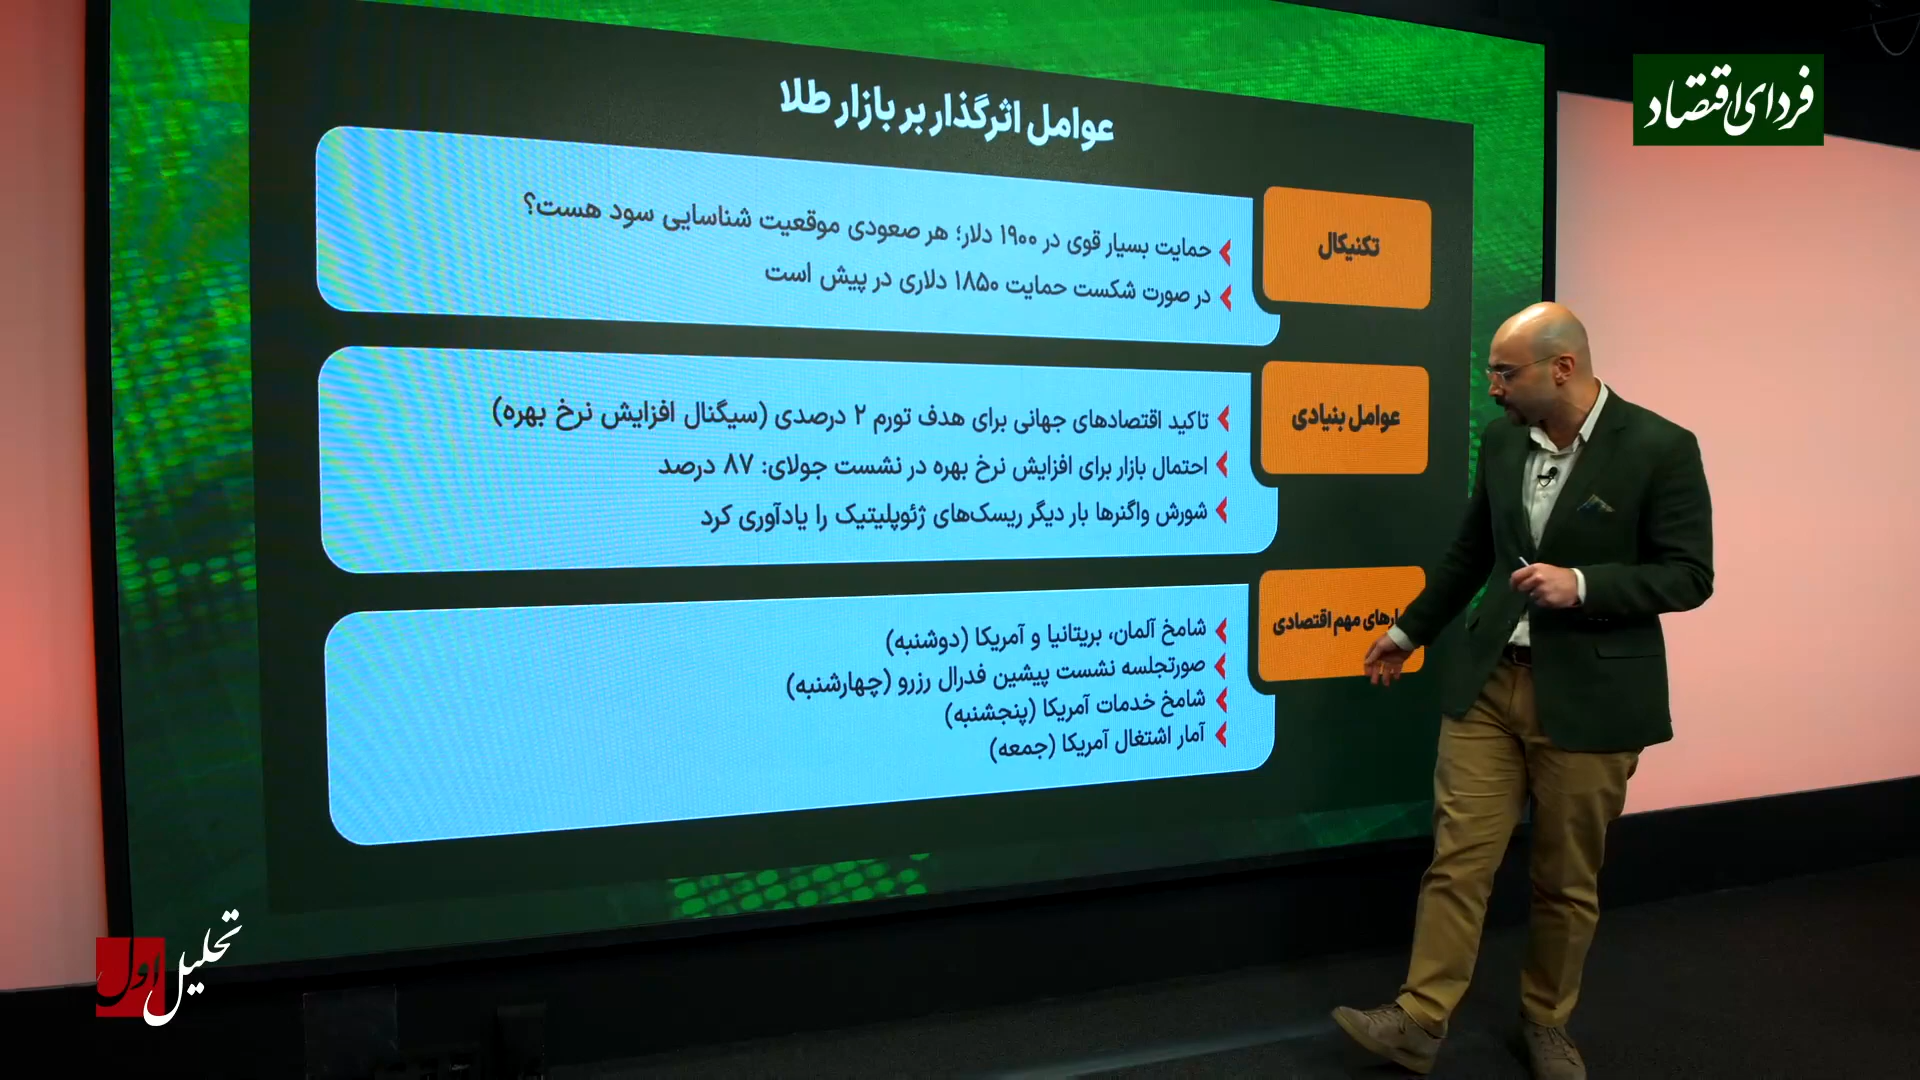 فردای اقتصاد
عوامل اثرگذار بر بازار طلا
تکنیکال
حمایت بسیار قوی در ۱۹۰۰ دلار؛ هر صعودی موقعیت شناسایی سود هست؟
در صورت شکست حمایت ۱۸۵۰ دلاری در پیش است
عوامل بنیادی
تاکید اقتصادهای جهانی برای هدف تورم ۲ درصدی (سیگنال افزایش نرخ بهره)
احتمال بازار برای افزایش نرخ بهره در نشست جولای: ۸۷ درصد
شورش واگنرها بار دیگر ریسک‌های ژئوپلیتیک را یادآوری کرد
مهم اقتصادی
شامخ آلمان، بریتانیا و آمریکا (دوشنبه)
صورتجلسه نشست پیشین فدرال رزرو (چهارشنبه)
شامخ خدمات آمریکا (پنجشنبه)
آمار اشتغال آمریکا (جمعه)
تحلیل اول